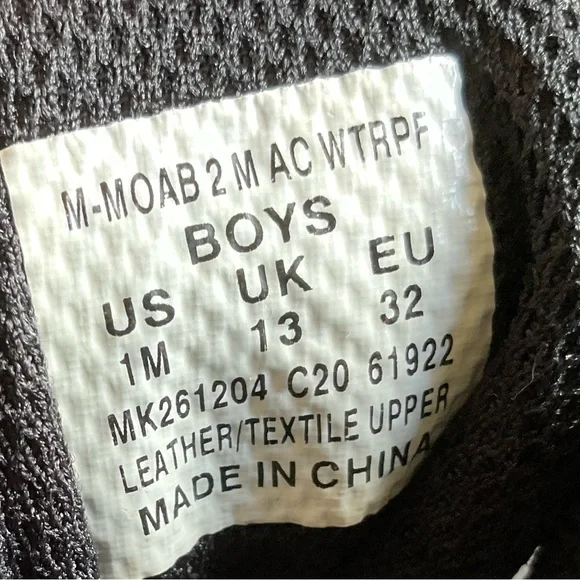 M-MOAB 2 M AC WTRPF
BOYS
US UK EU
1M 13 32
MK261204 C20 61922
LEATHER/TEXTILE UPPER
MADE IN CHINA